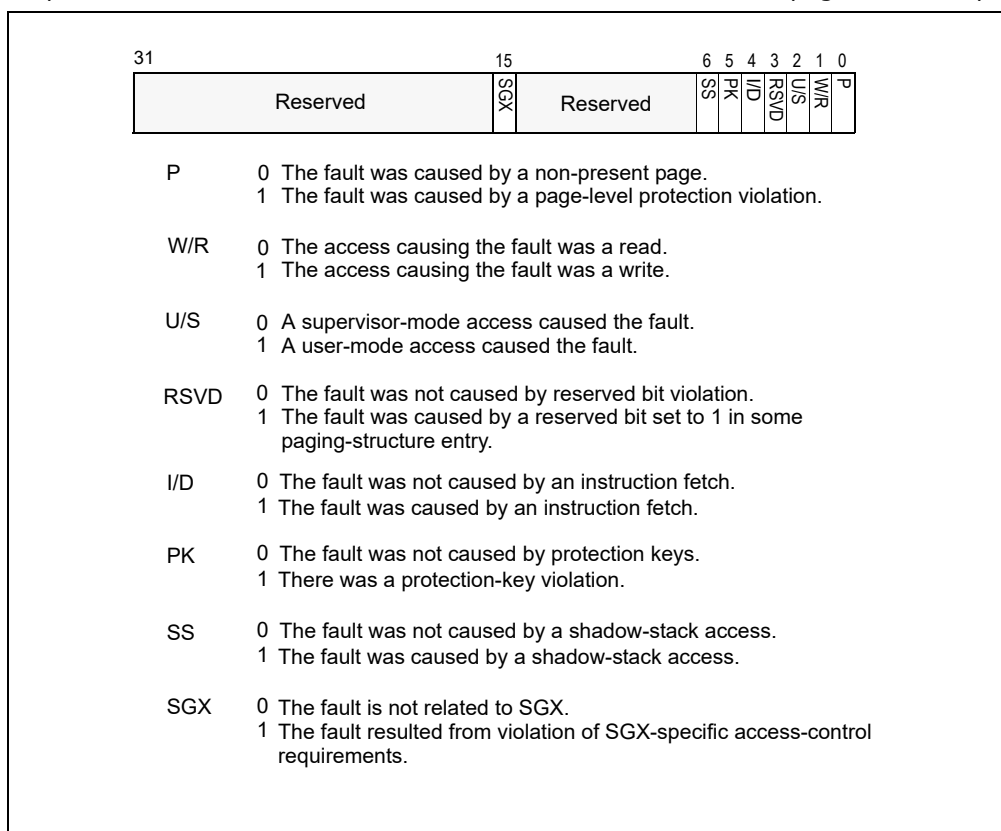 31 15 6 5 4 3 2 1 0
Reserved SGX Reserved SS PK I/D RSVD U/S W/R P
P 0 The fault was caused by a non-present page.
1 The fault was caused by a page-level protection violation.
W/R 0 The access causing the fault was a read.
1 The access causing the fault was a write.
U/S 0 A supervisor-mode access caused the fault.
1 A user-mode access caused the fault.
RSVD 0 The fault was not caused by reserved bit violation.
1 The fault was caused by a reserved bit set to 1 in some
paging-structure entry.
I/D 0 The fault was not caused by an instruction fetch.
1 The fault was caused by an instruction fetch.
PK 0 The fault was not caused by protection keys.
1 There was a protection-key violation.
SS 0 The fault was not caused by a shadow-stack access.
1 The fault was caused by a shadow-stack access.
SGX 0 The fault is not related to SGX.
1 The fault resulted from violation of SGX-specific access-control
requirements.